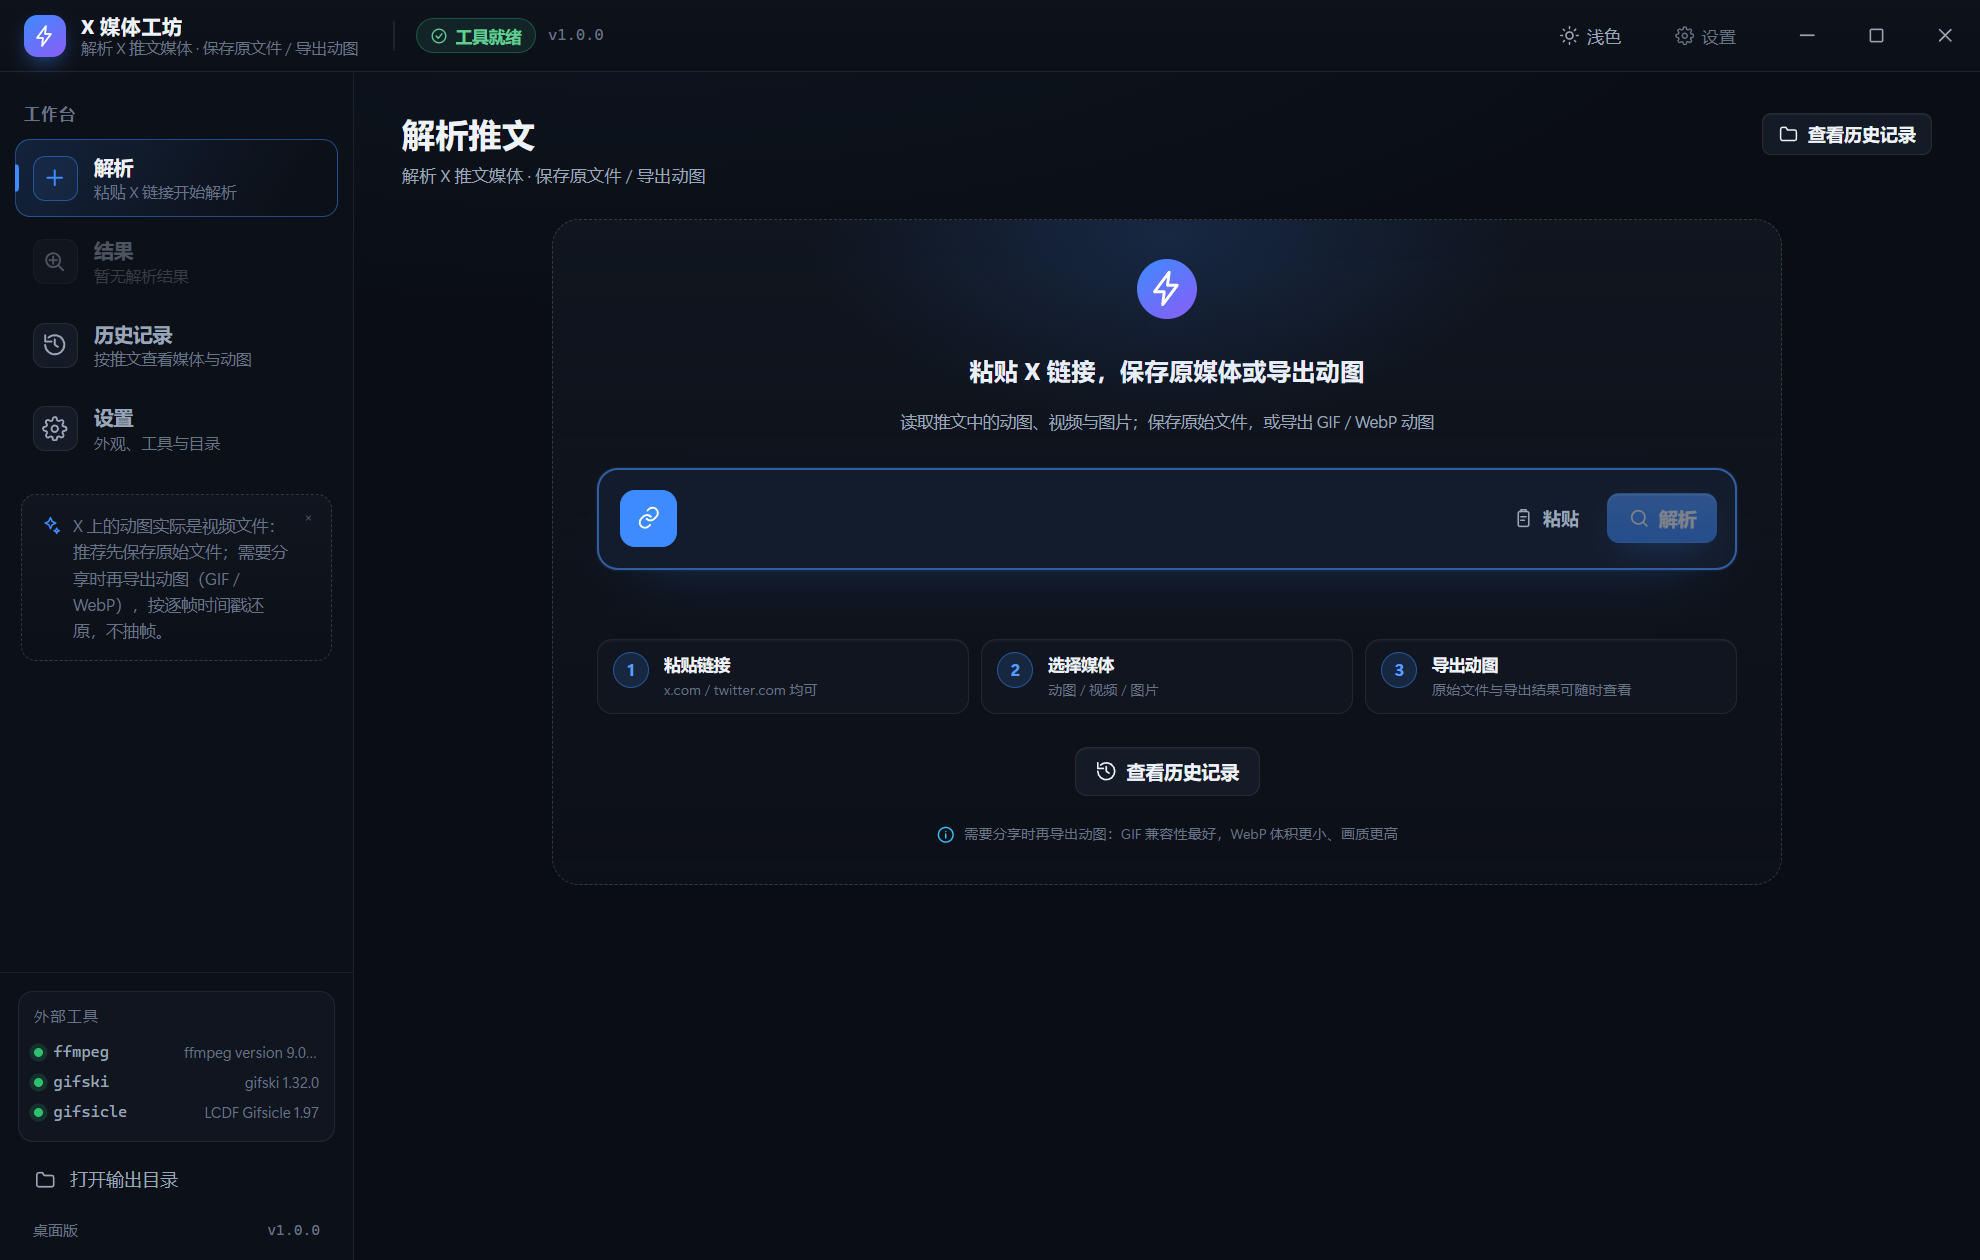 X 媒体工坊
解析 X 推文媒体 · 保存原文件 / 导出动图
工具就绪
v1.0.0
浅色
设置
工作台
解析
粘贴 X 链接开始解析
结果
暂无解析结果
历史记录
按推文查看媒体与动图
设置
外观、工具与目录
X 上的动图实际是视频文件：
推荐先保存原始文件；需要分
享时再导出动图（GIF /
WebP），按逐帧时间戳还
原，不抽帧。
外部工具
ffmpeg
ffmpeg version 9.0...
gifski
gifski 1.32.0
gifsicle
LCDF Gifsicle 1.97
打开输出目录
桌面版
v1.0.0
解析推文
解析 X 推文媒体 · 保存原文件 / 导出动图
查看历史记录
粘贴 X 链接，保存原媒体或导出动图
读取推文中的动图、视频与图片；保存原始文件，或导出 GIF / WebP 动图
粘贴
解析
1
粘贴链接
x.com / twitter.com 均可
2
选择媒体
动图 / 视频 / 图片
3
导出动图
原始文件与导出结果可随时查看
查看历史记录
需要分享时再导出动图：GIF 兼容性最好，WebP 体积更小、画质更高